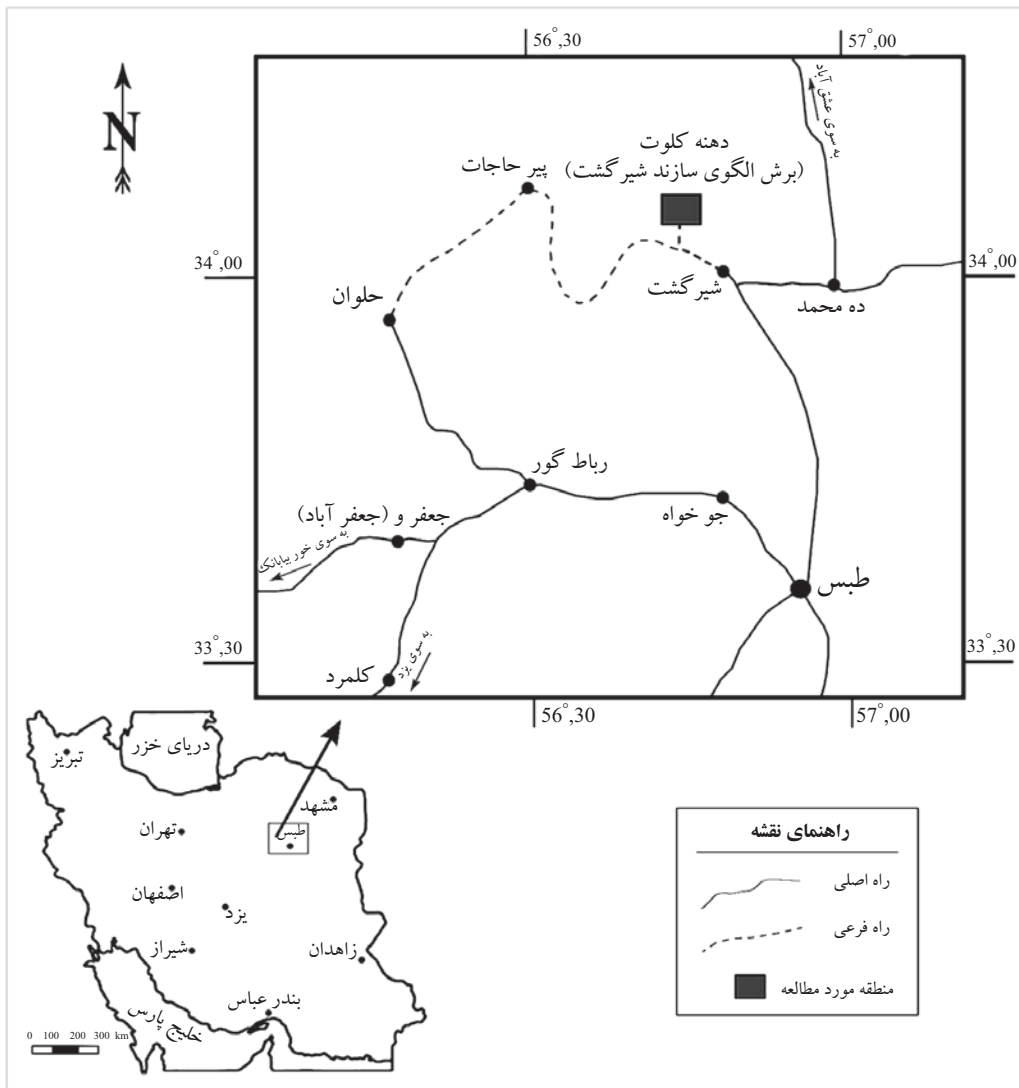 56°,30
57°,00
N
به سوی عشق آباد
دهنه کلوت
(برش الگوی سازند شیرگشت)
پیر حاجات
34°,00
34°,00
شیرگشت
ده محمد
حلوان
رباط گور
جو خواه
جعفر و (جعفر آباد)
به سوی خور بیابانک
طبس
33°,30
33°,30
به سوی یزد
کلمرد
56°,30
57°,00
دریای خزر
تبریز
مشهد
تهران
طبس
اصفهان
یزد
شیراز
زاهدان
بندر عباس
خلیج پارس
0 100 200 300 km
راهنمای نقشه
راه اصلی
راه فرعی
منطقه مورد مطالعه